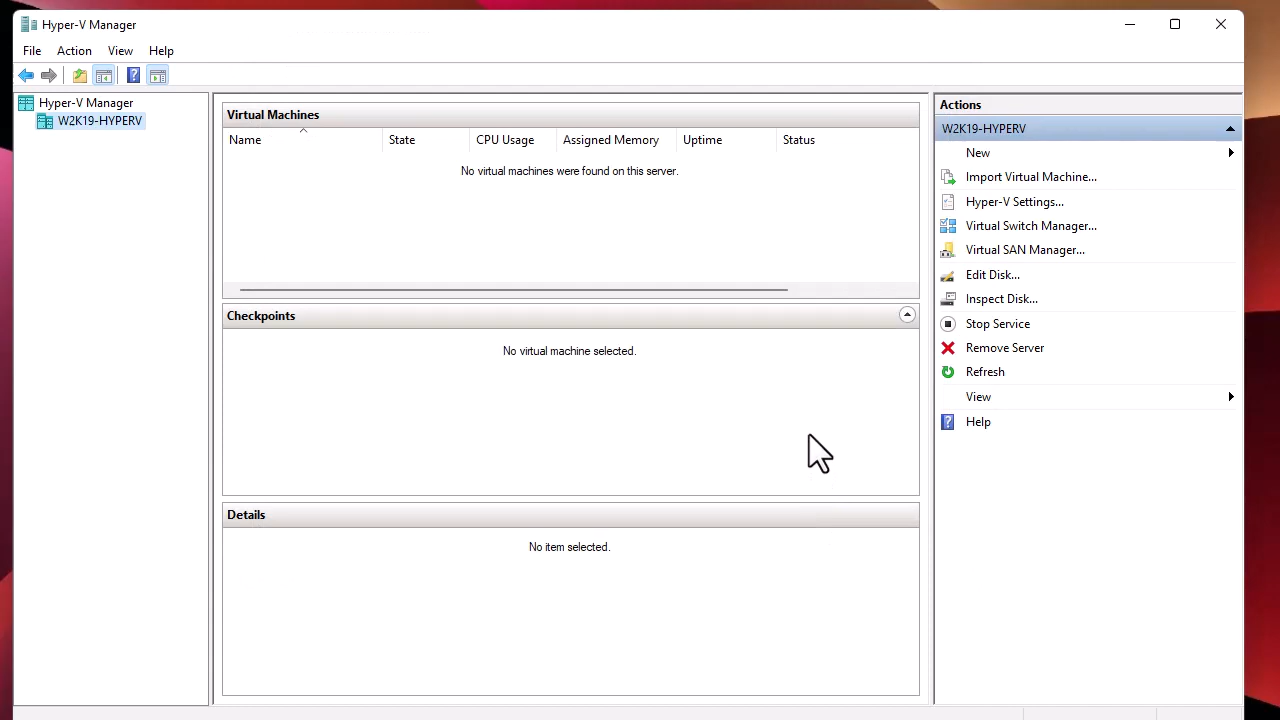 Hyper-V Manager
File Action View Help
Hyper-V Manager
W2K19-HYPERV
Virtual Machines
Name State CPU Usage Assigned Memory Uptime Status
No virtual machines were found on this server.
Checkpoints
No virtual machine selected.
Details
No item selected.
Actions
W2K19-HYPERV
New
Import Virtual Machine...
Hyper-V Settings...
Virtual Switch Manager...
Virtual SAN Manager...
Edit Disk...
Inspect Disk...
Stop Service
Remove Server
Refresh
View
Help